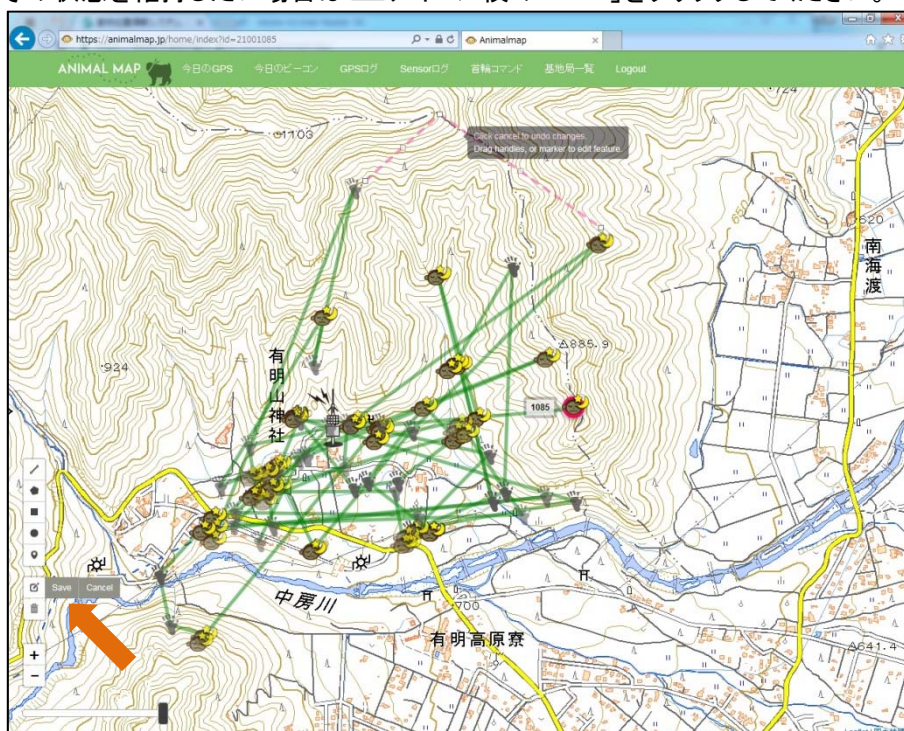 https://animalmap.jp/home/index?id=21001085
Animalmap
ANIMAL MAP 今日のGPS 今日のビーコン GPSログ Sensorログ 首輪コマンド 基地局一覧 Logout
1103
724
Click cancel to undo changes.
Drag handles, or marker to edit feature.
650
620
南海渡
885.9
924
有明山神社
1085
Save Cancel
中房川
700
有明高原寮
641.4
+
-